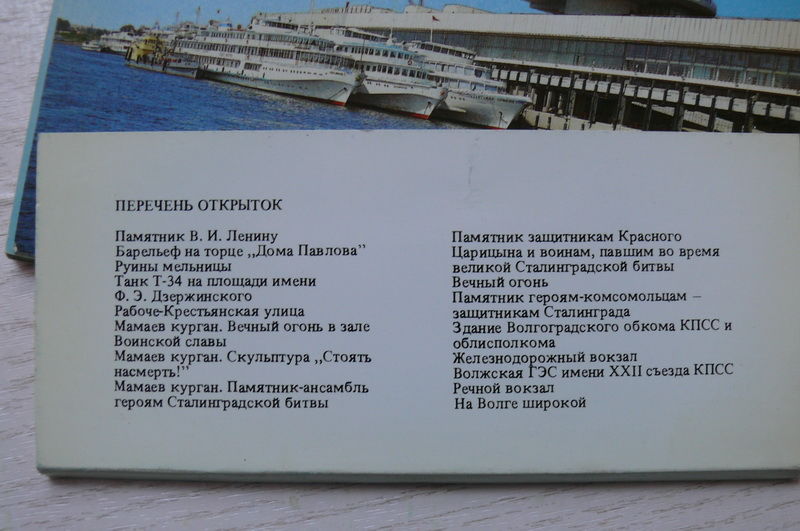 ПЕРЕЧЕНЬ ОТКРЫТОК
Памятник В. И. Ленину
Барельеф на торце „Дома Павлова”
Руины мельницы
Танк Т-34 на площади имени
Ф. Э. Дзержинского
Рабоче-Крестьянская улица
Мамаев курган. Вечный огонь в зале
Воинской славы
Мамаев курган. Скульптура „Стоять
насмерть!”
Мамаев курган. Памятник-ансамбль
героям Сталинградской битвы
Памятник защитникам Красного
Царицына и воинам, павшим во время
великой Сталинградской битвы
Вечный огонь
Памятник героям-комсомольцам –
защитникам Сталинграда
Здание Волгоградского обкома КПСС и
облисполкома
Железнодорожный вокзал
Волжская ГЭС имени XXII съезда КПСС
Речной вокзал
На Волге широкой